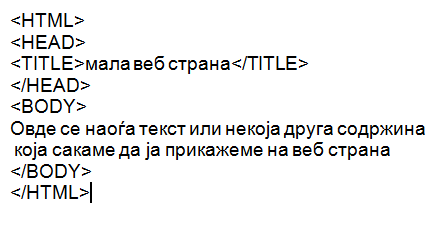 <HTML>
<HEAD>
<TITLE>мала веб страна</TITLE>
</HEAD>
<BODY>
Овде се наоѓа текст или некоја друга содржина
која сакаме да ја прикажеме на веб страна
</BODY>
</HTML>